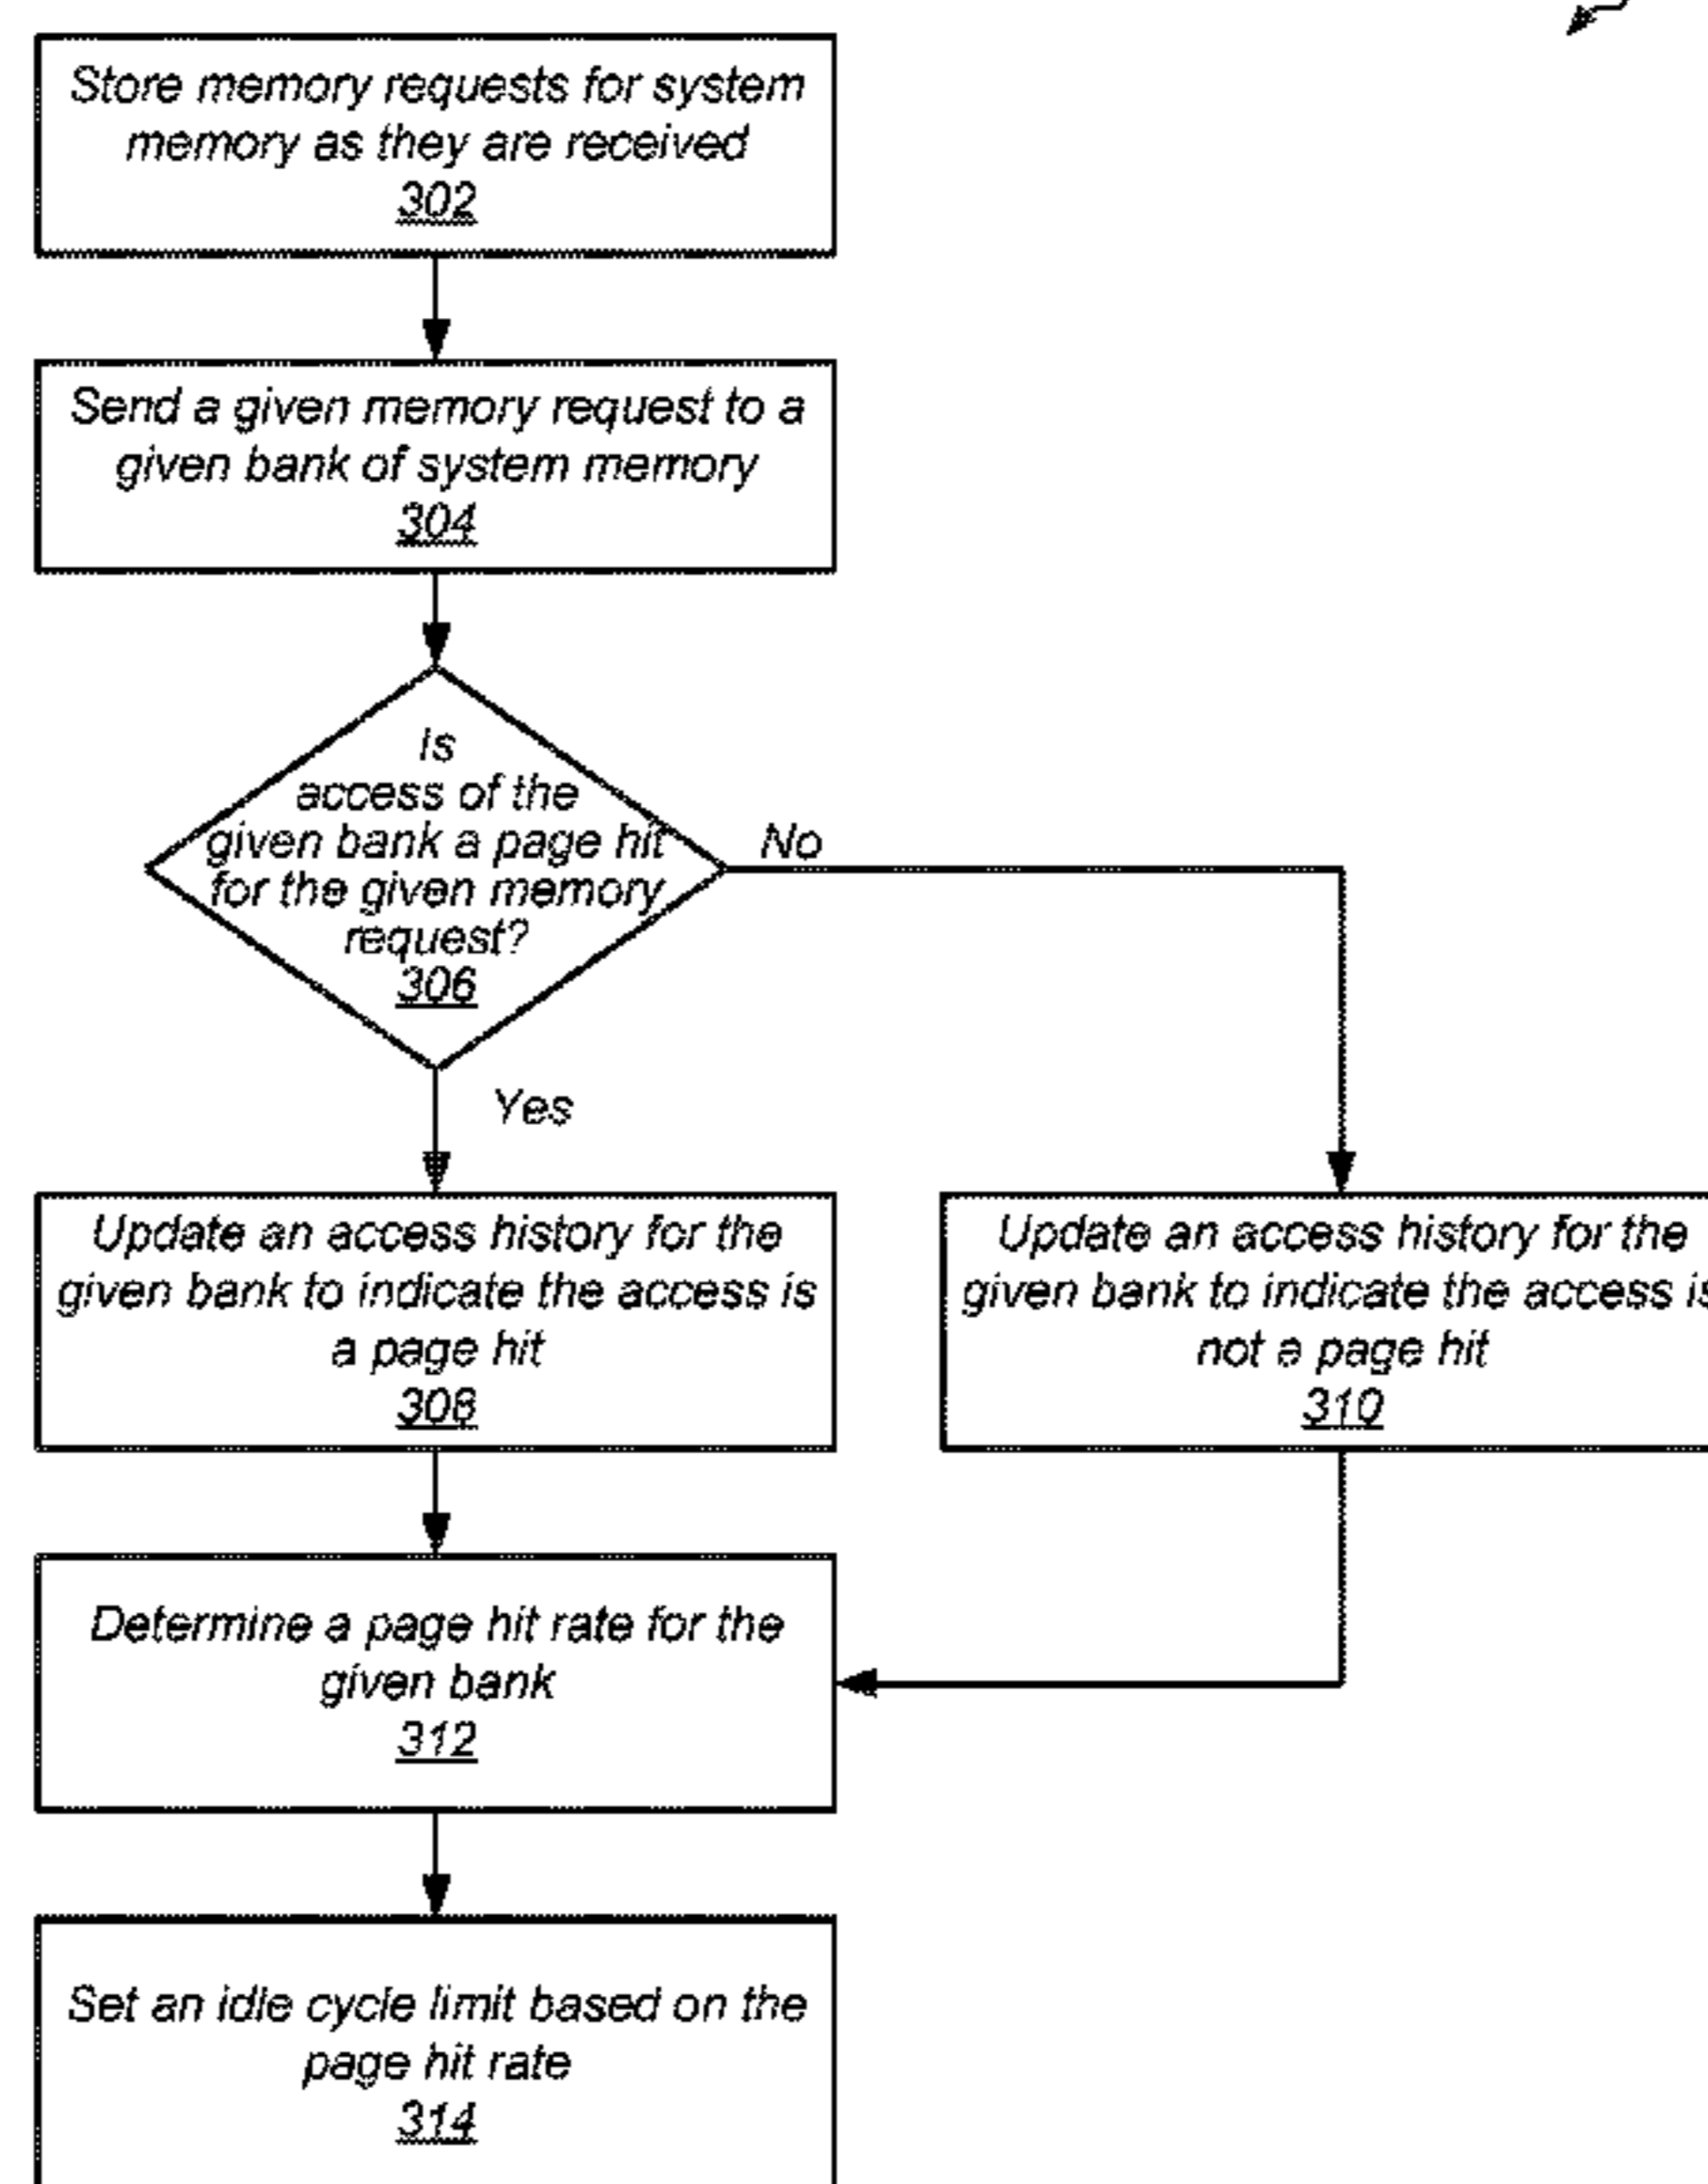 Store memory requests for system
memory as they are received
302
Send a given memory request to a
given bank of system memory
304
Is
access of the
given bank a page hit
for the given memory
request?
306
No
Yes
Update an access history for the
given bank to indicate the access is
a page hit
308
Update an access history for the
given bank to indicate the access is
not a page hit
310
Determine a page hit rate for the
given bank
312
Set an idle cycle limit based on the
page hit rate
314